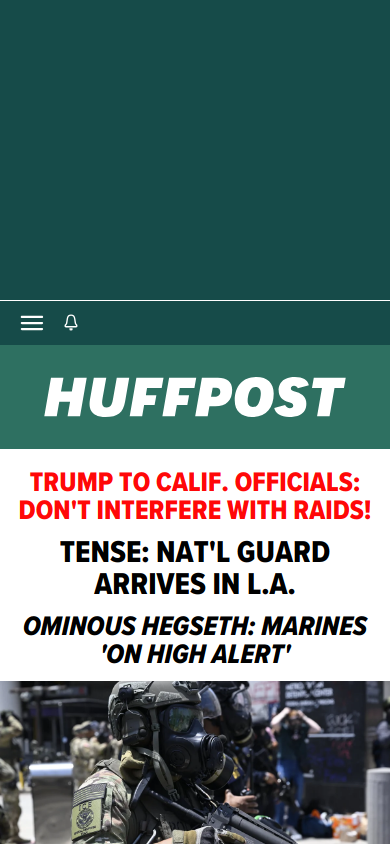 HUFFPOST
TRUMP TO CALIF. OFFICIALS:
DON'T INTERFERE WITH RAIDS!
TENSE: NAT'L GUARD
ARRIVES IN L.A.
OMINOUS HEGSETH: MARINES
'ON HIGH ALERT'